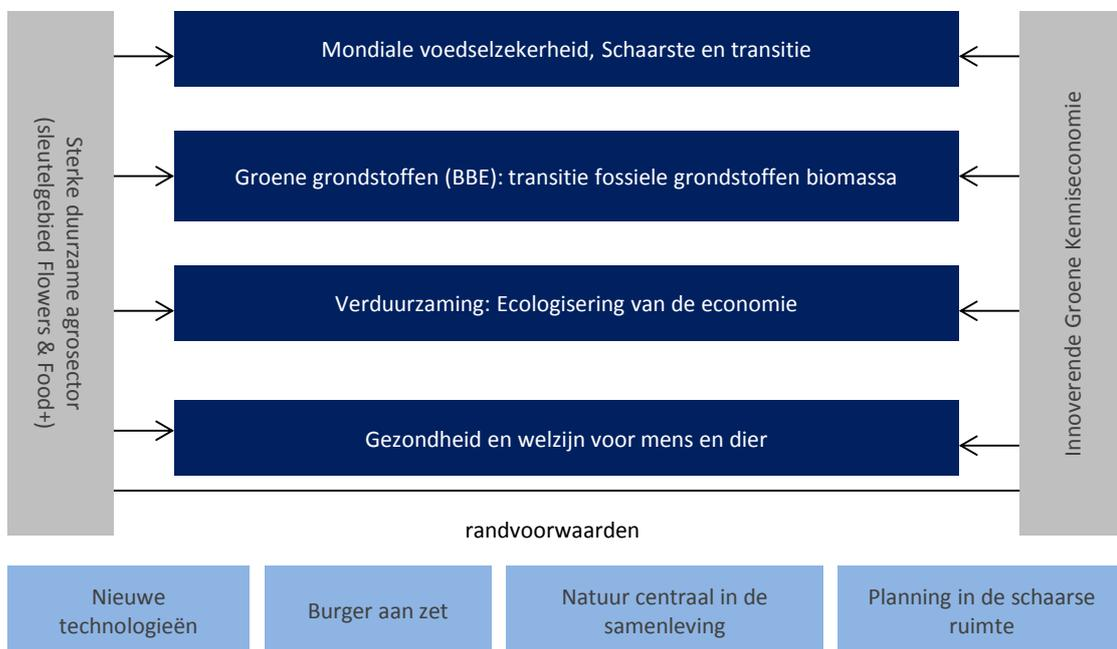 Sterke duurzame agrosector
(sleutelgebied Flowers & Food+)
Mondiale voedselzekerheid, Schaarste en transitie
Groene grondstoffen (BBE): transitie fossiele grondstoffen biomassa
Verduurzaming: Ecologisering van de economie
Gezondheid en welzijn voor mens en dier
Innoverende Groene Kenniseconomie
randvoorwaarden
Nieuwe
technologieën
Burger aan zet
Natuur centraal in de
samenleving
Planning in de schaarse
ruimte